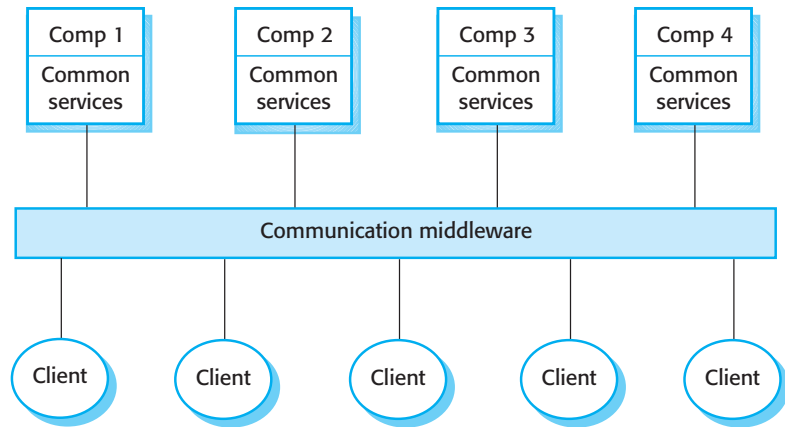 Comp 1
Common
services
Comp 2
Common
services
Comp 3
Common
services
Comp 4
Common
services
Communication middleware
Client
Client
Client
Client
Client